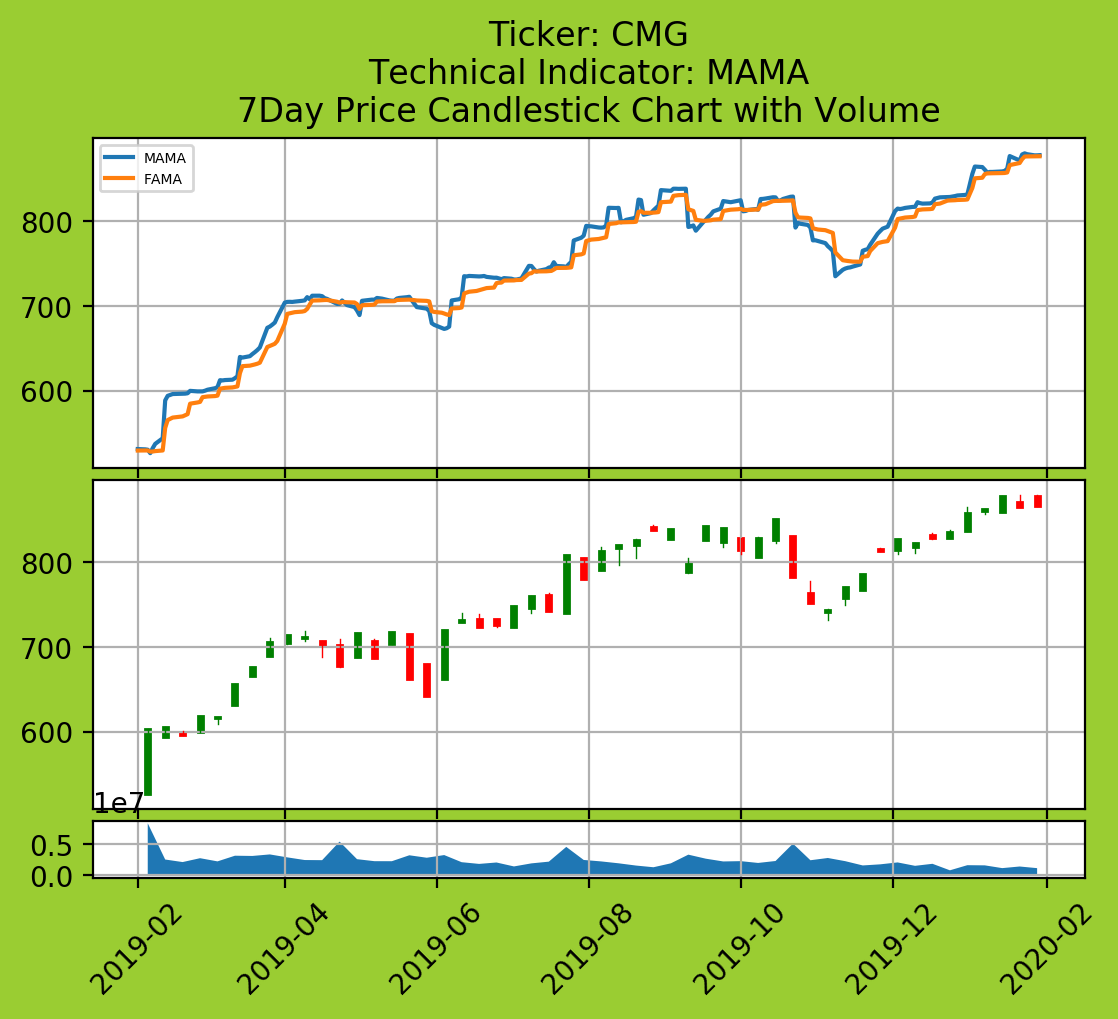 Ticker: CMG
Technical Indicator: MAMA
7Day Price Candlestick Chart with Volume
MAMA
FAMA
800
700
600
800
700
600
1e7
0.5
0.0
2019-02
2019-04
2019-06
2019-08
2019-10
2019-12
2020-02